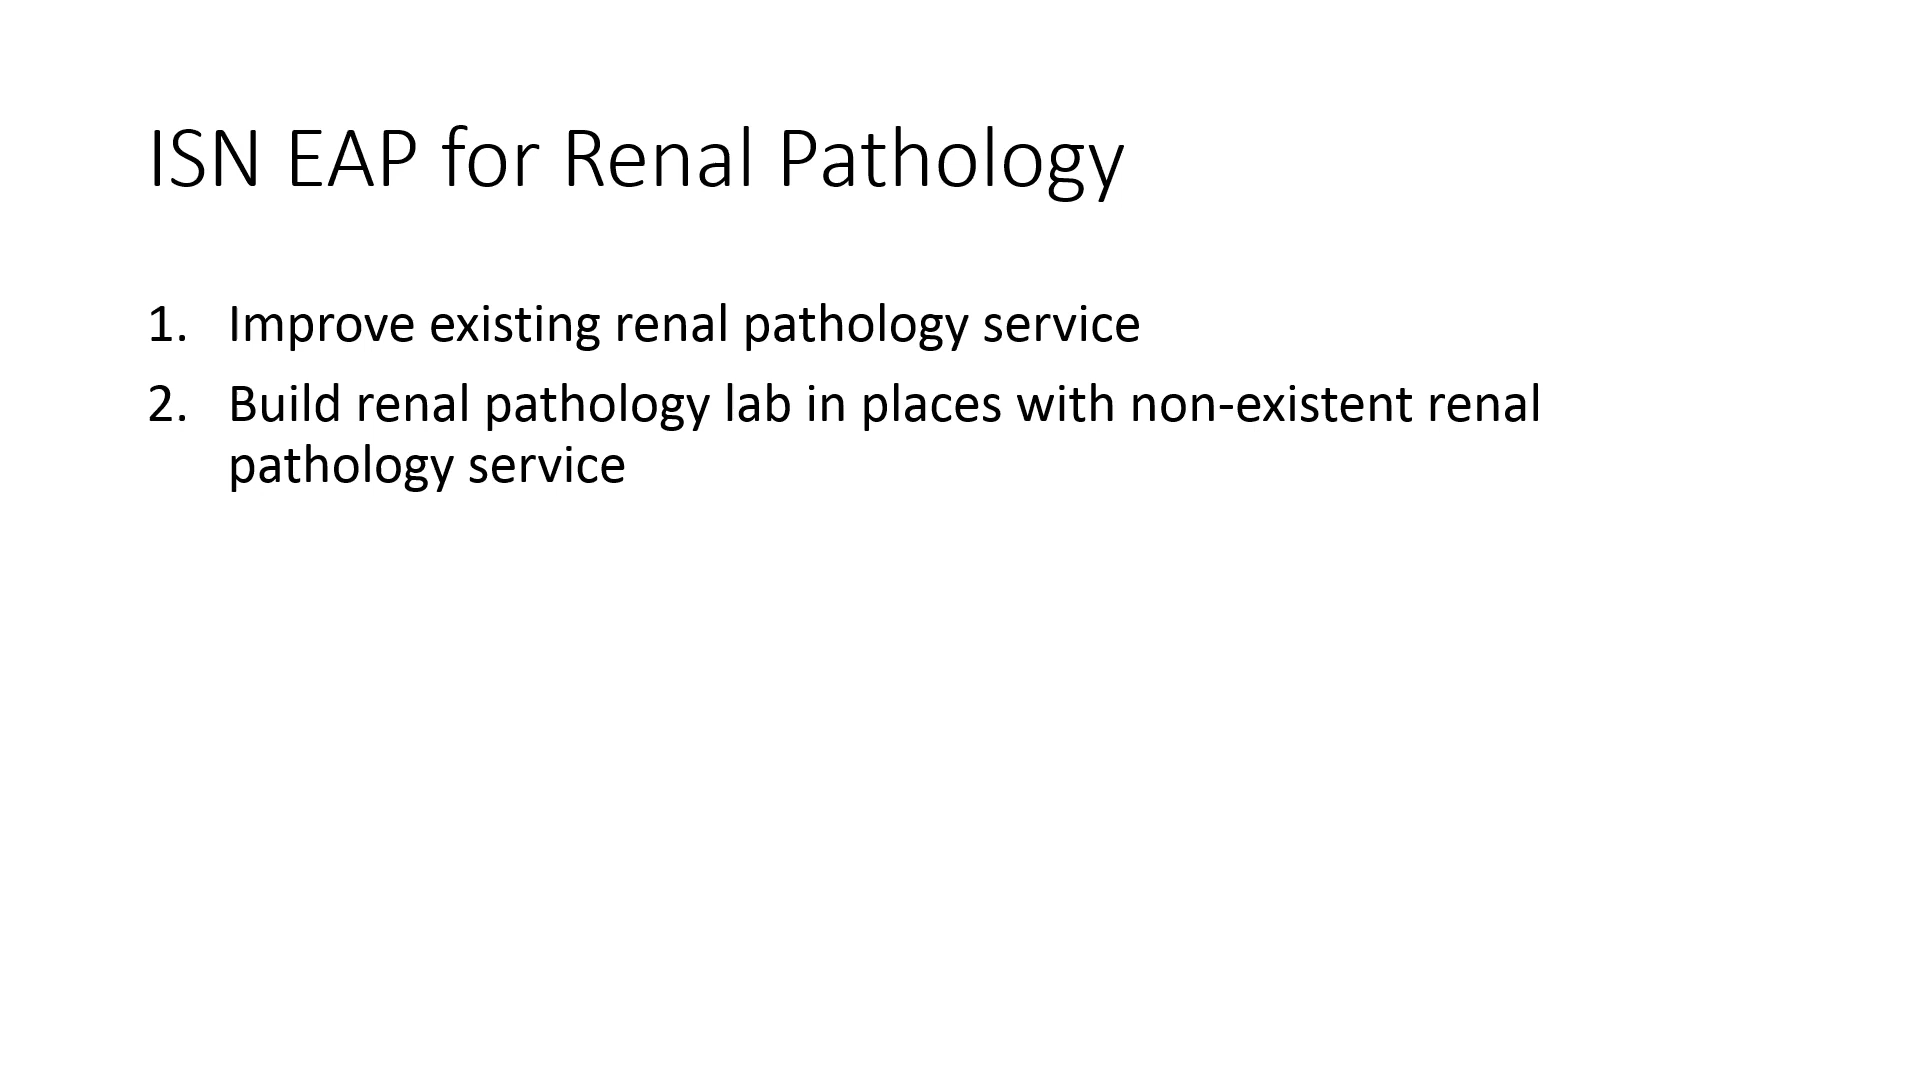 ISN EAP for Renal Pathology
1. Improve existing renal pathology service
2. Build renal pathology lab in places with non-existent renal
pathology service